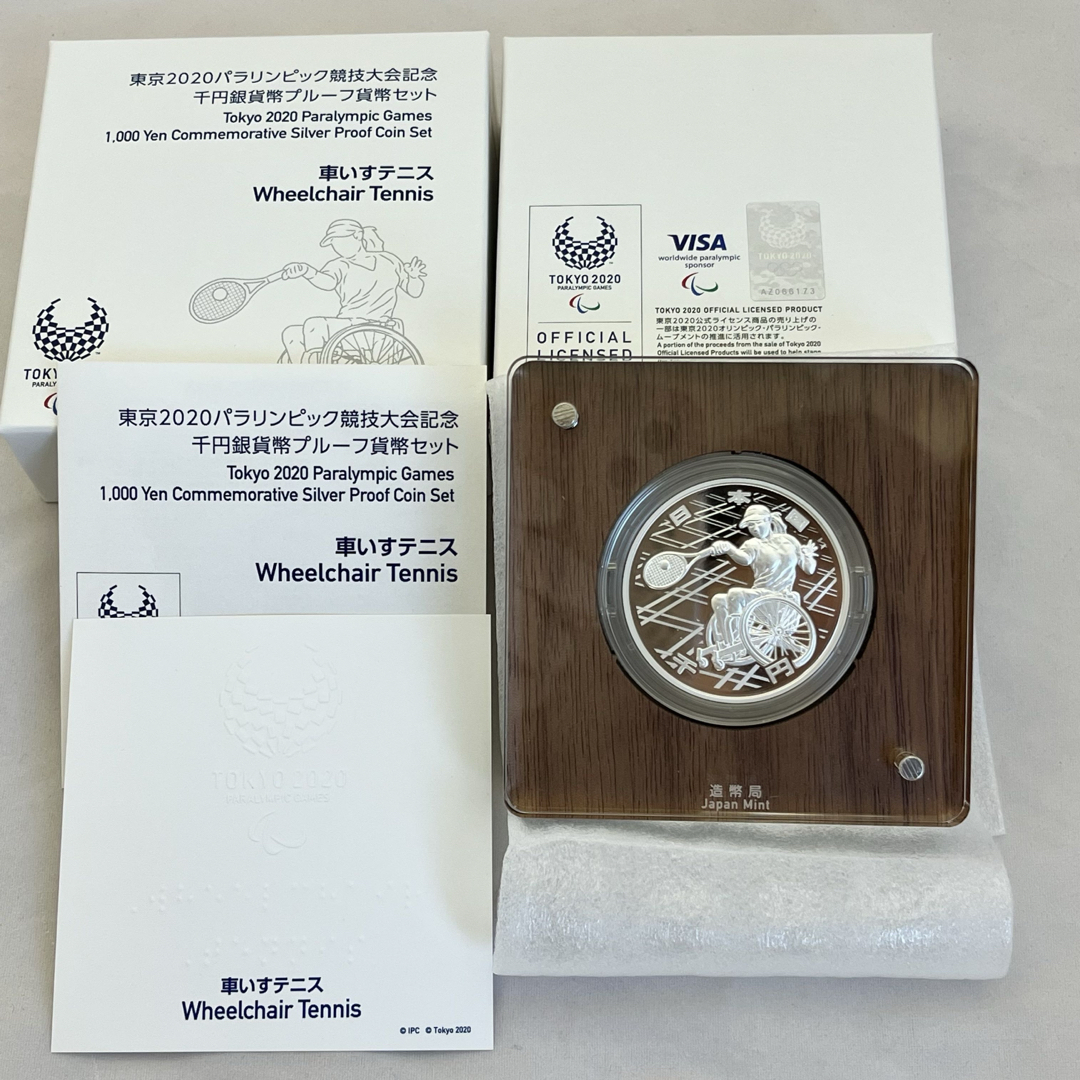 東京2020パラリンピック競技大会記念
千円銀貨幣プルーフ貨幣セット
Tokyo 2020 Paralympic Games
1,000 Yen Commemorative Silver Proof Coin Set
車いすテニス
Wheelchair Tennis
TOKYO 2020
PARALYMPIC GAMES
OFFICIAL
LICENSED
VISA
worldwide paralympic
sponsor
TOKYO 2020
TOKYO 2020 OFFICIAL LICENSED PRODUCT
東京2020公式ライセンス商品の売り上げの
一部は東京2020オリンピック・パラリンピック・
ムーブメントの推進に活用されます。
A portion of the proceeds from the sale of Tokyo 2020
Official Licensed Products will be used to help stage
東京2020パラリンピック競技大会記念
千円銀貨幣プルーフ貨幣セット
Tokyo 2020 Paralympic Games
1,000 Yen Commemorative Silver Proof Coin Set
車いすテニス
Wheelchair Tennis
TOKYO 2020
PARALYMPIC GAMES
車いすテニス
Wheelchair Tennis
© IPC © Tokyo 2020
日本国
千円
造幣局
Japan Mint